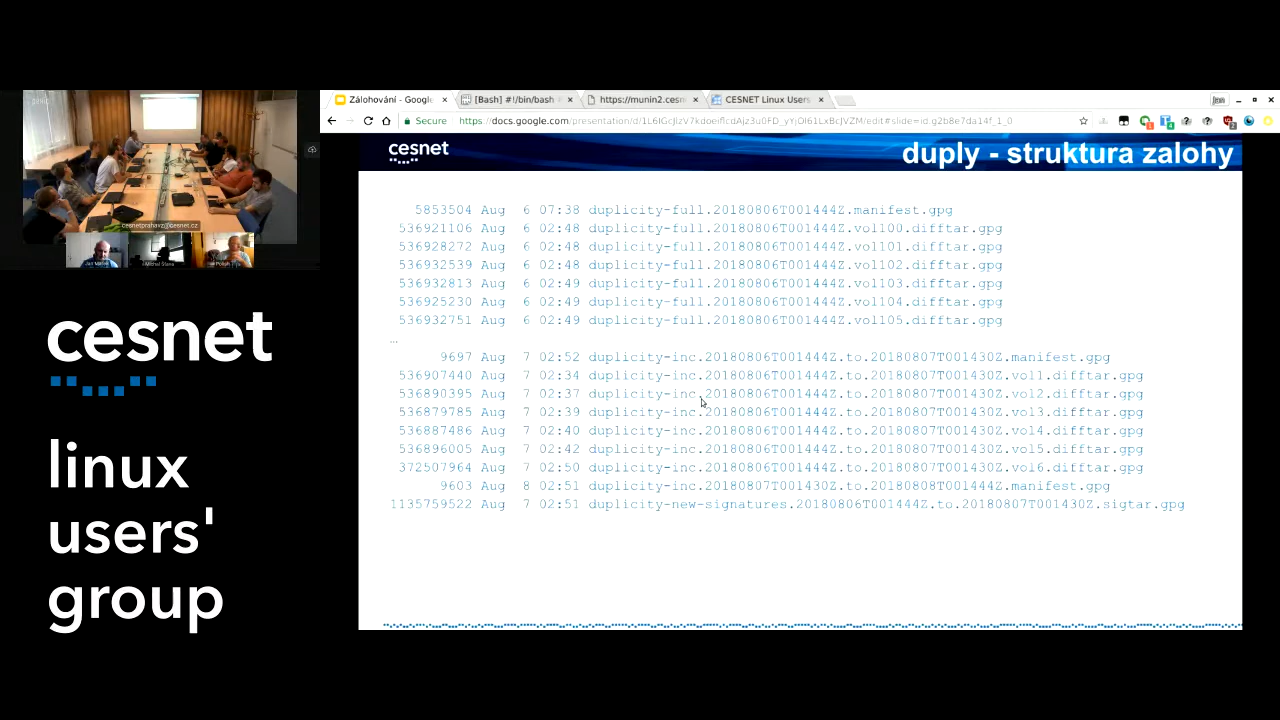 Zálohování - Google
[Bash] #!/bin/bash
https://munin2.cesn
CESNET Linux Users
Secure
cesnet
duply - struktura zalohy
5853504 Aug 6 07:38 duplicity-full.20180806T001444Z.manifest.gpg
536921106 Aug 6 02:48 duplicity-full.20180806T001444Z.vol100.difftar.gpg
536928272 Aug 6 02:48 duplicity-full.20180806T001444Z.vol101.difftar.gpg
536932539 Aug 6 02:48 duplicity-full.20180806T001444Z.vol102.difftar.gpg
536932813 Aug 6 02:49 duplicity-full.20180806T001444Z.vol103.difftar.gpg
536925230 Aug 6 02:49 duplicity-full.20180806T001444Z.vol104.difftar.gpg
536932751 Aug 6 02:49 duplicity-full.20180806T001444Z.vol105.difftar.gpg
…
9697 Aug 7 02:52 duplicity-inc.20180806T001444Z.to.20180807T001430Z.manifest.gpg
536907440 Aug 7 02:34 duplicity-inc.20180806T001444Z.to.20180807T001430Z.vol1.difftar.gpg
536890395 Aug 7 02:37 duplicity-inc.20180806T001444Z.to.20180807T001430Z.vol2.difftar.gpg
536879785 Aug 7 02:39 duplicity-inc.20180806T001444Z.to.20180807T001430Z.vol3.difftar.gpg
536887486 Aug 7 02:40 duplicity-inc.20180806T001444Z.to.20180807T001430Z.vol4.difftar.gpg
536896005 Aug 7 02:42 duplicity-inc.20180806T001444Z.to.20180807T001430Z.vol5.difftar.gpg
372507964 Aug 7 02:50 duplicity-inc.20180806T001444Z.to.20180807T001430Z.vol6.difftar.gpg
9603 Aug 8 02:51 duplicity-inc.20180807T001430Z.to.20180808T001444Z.manifest.gpg
1135759522 Aug 7 02:51 duplicity-new-signatures.20180806T001444Z.to.20180807T001430Z.sigtar.gpg
cesnetprahavz@cesnet.cz
cesnet
linux
users'
group